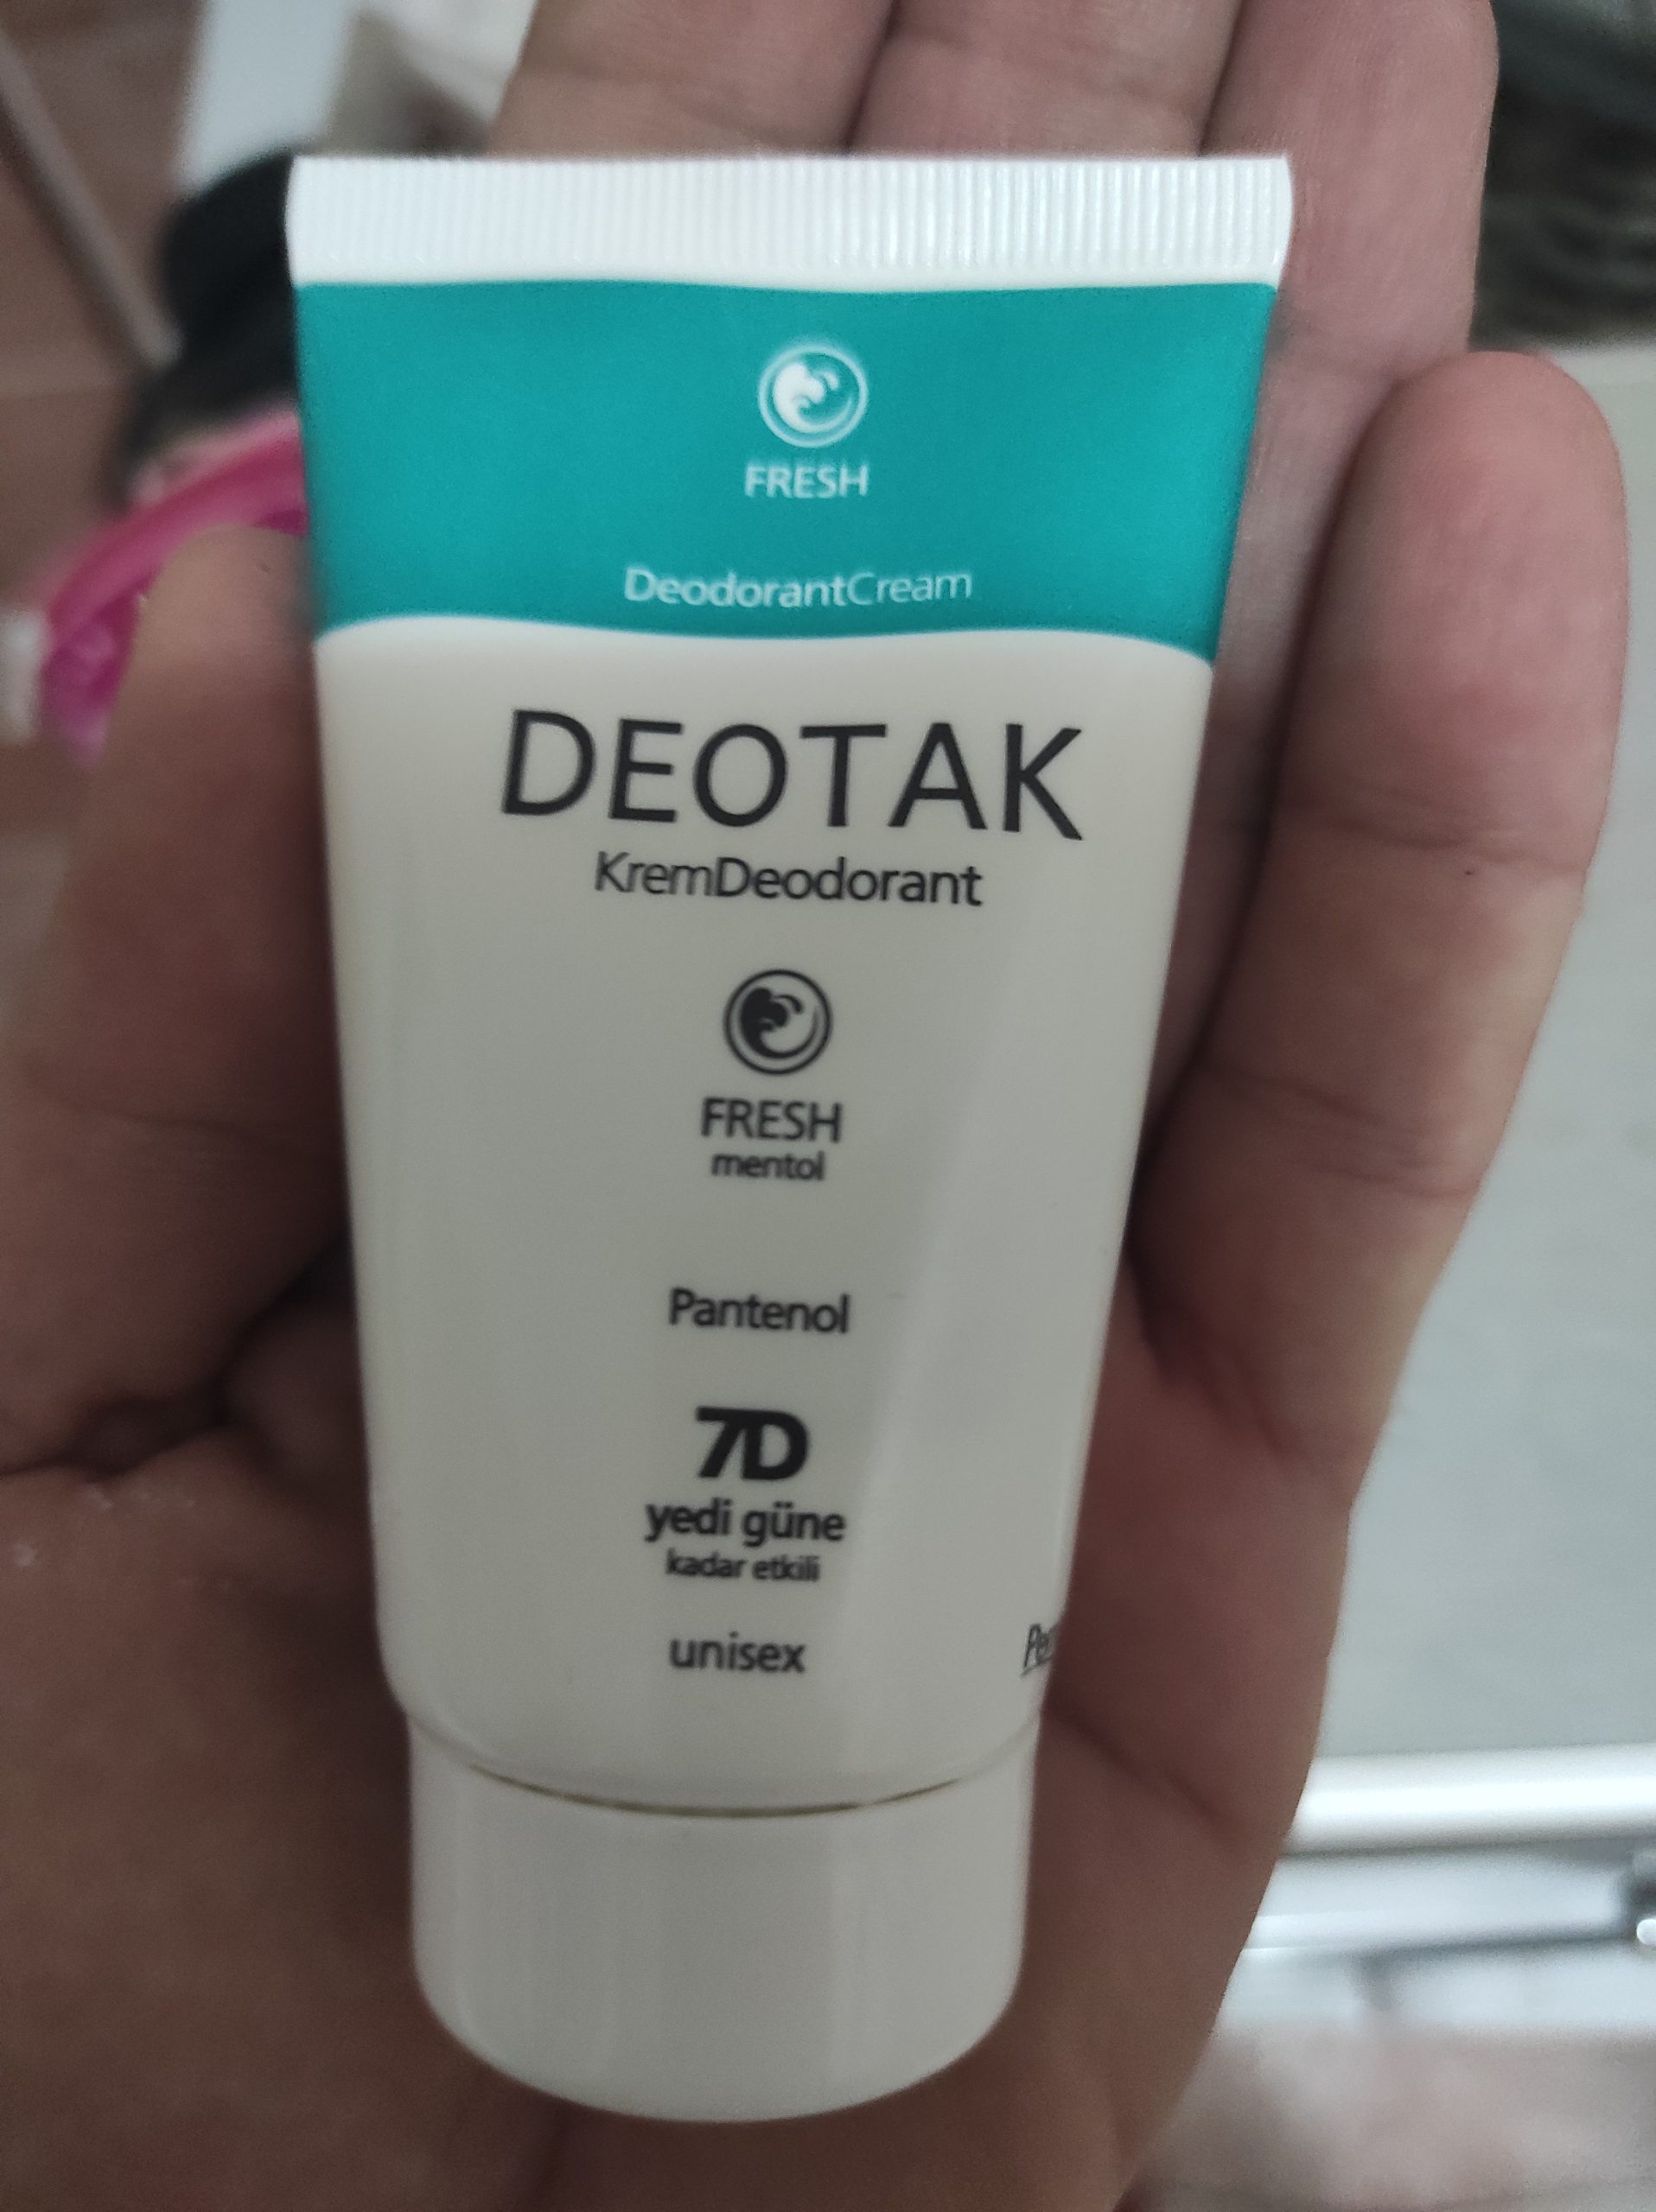 FRESH
DeodorantCream
DEOTAK
KremDeodorant
FRESH
mentol
Pantenol
7D
yedi güne
kadar etkili
unisex